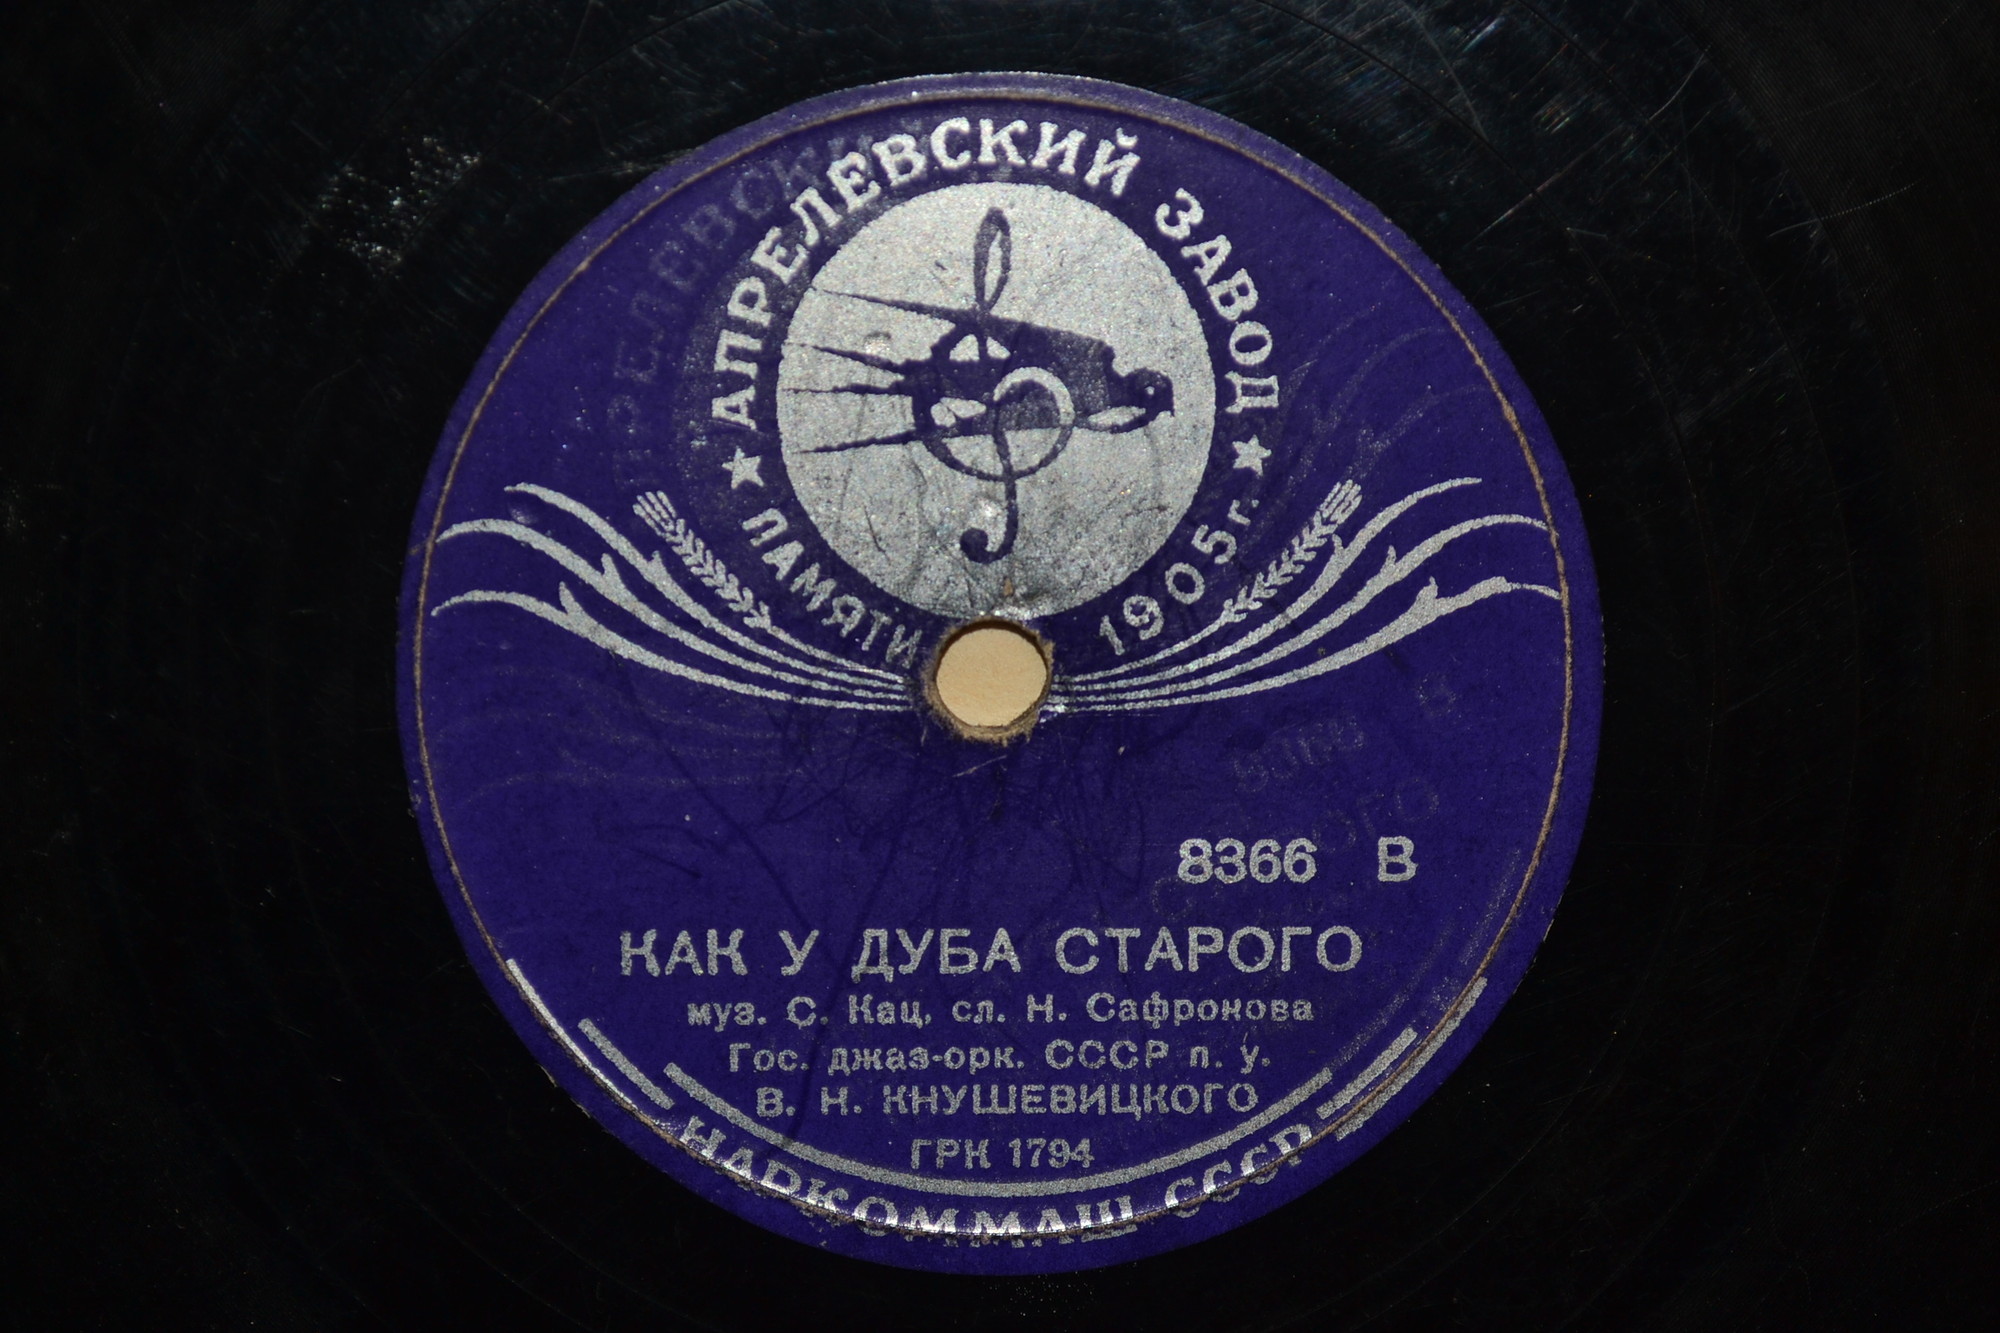 АПРЕЛЕВСКИЙ ЗАВОД
ПАМЯТИ 1905 г.
8366 В
КАК У ДУБА СТАРОГО
муз. С. Кац, сл. Н. Сафронова
Гос. джаз-орк. СССР п. у.
В. Н. КНУШЕВИЦКОГО
ГРК 1794
НАРКОММАШ СССР